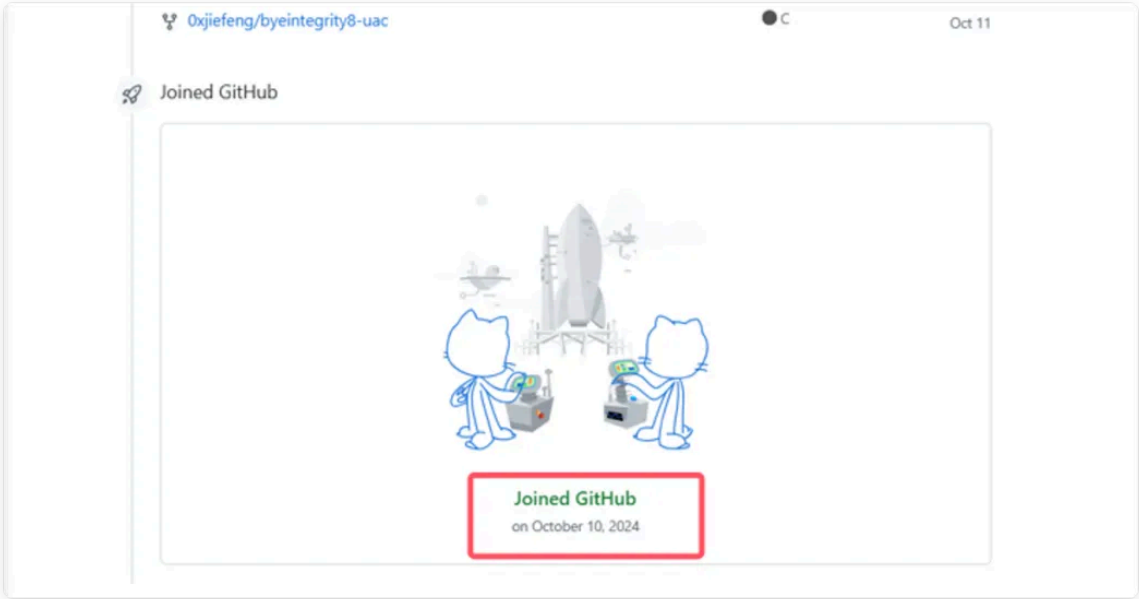 0xjiefeng/byeintegrity8-uac C Oct 11
Joined GitHub
Joined GitHub
on October 10, 2024